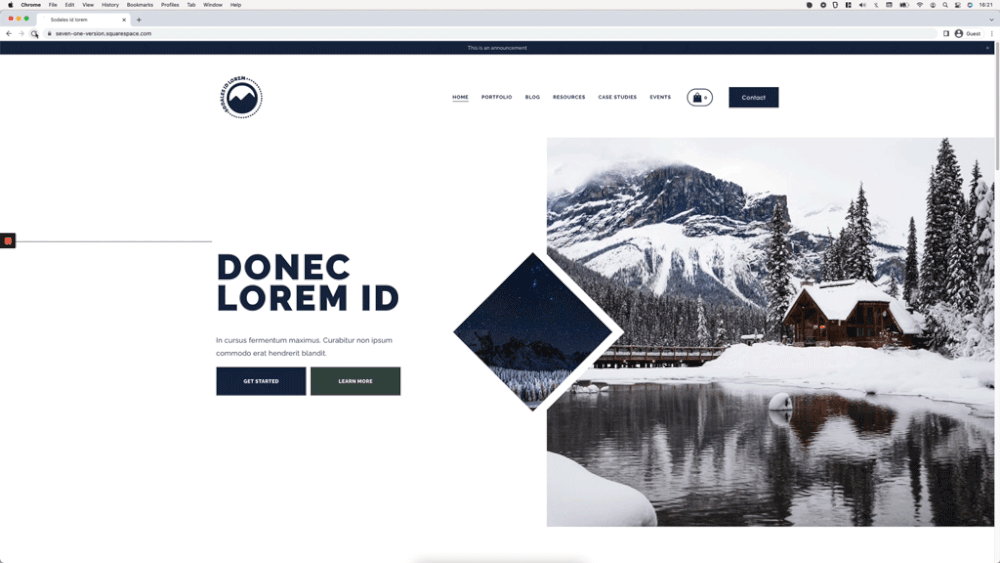 Chrome File Edit View History Bookmarks Profiles Tab Window Help 16:21
Sodales id lorem
seven-one-version.squarespace.com Guest
This is an announcement
SODALES ID LOREM
HOME PORTFOLIO BLOG RESOURCES CASE STUDIES EVENTS 0 Contact
DONEC
LOREM ID
In cursus fermentum maximus. Curabitur non ipsum
commodo erat hendrerit blandit.
GET STARTED LEARN MORE